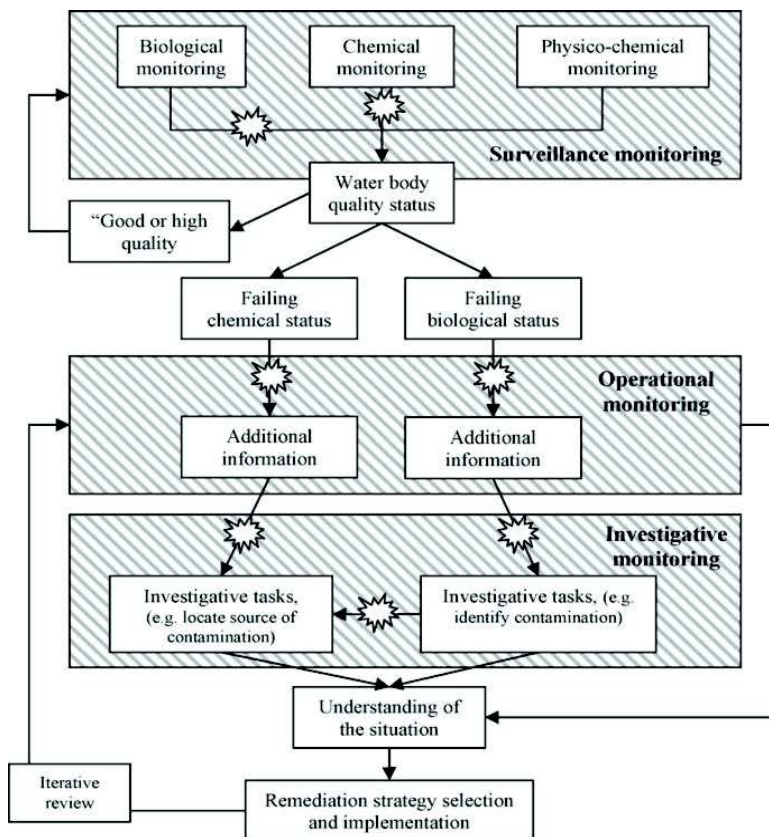 Biological
monitoring
Chemical
monitoring
Physico-chemical
monitoring
Surveillance monitoring
Water body
quality status
“Good or high
quality
Failing
chemical status
Failing
biological status
Operational
monitoring
Additional
information
Additional
information
Investigative
monitoring
Investigative tasks,
(e.g. locate source of
contamination)
Investigative tasks, (e.g.
identify contamination)
Understanding of
the situation
Iterative
review
Remediation strategy selection
and implementation